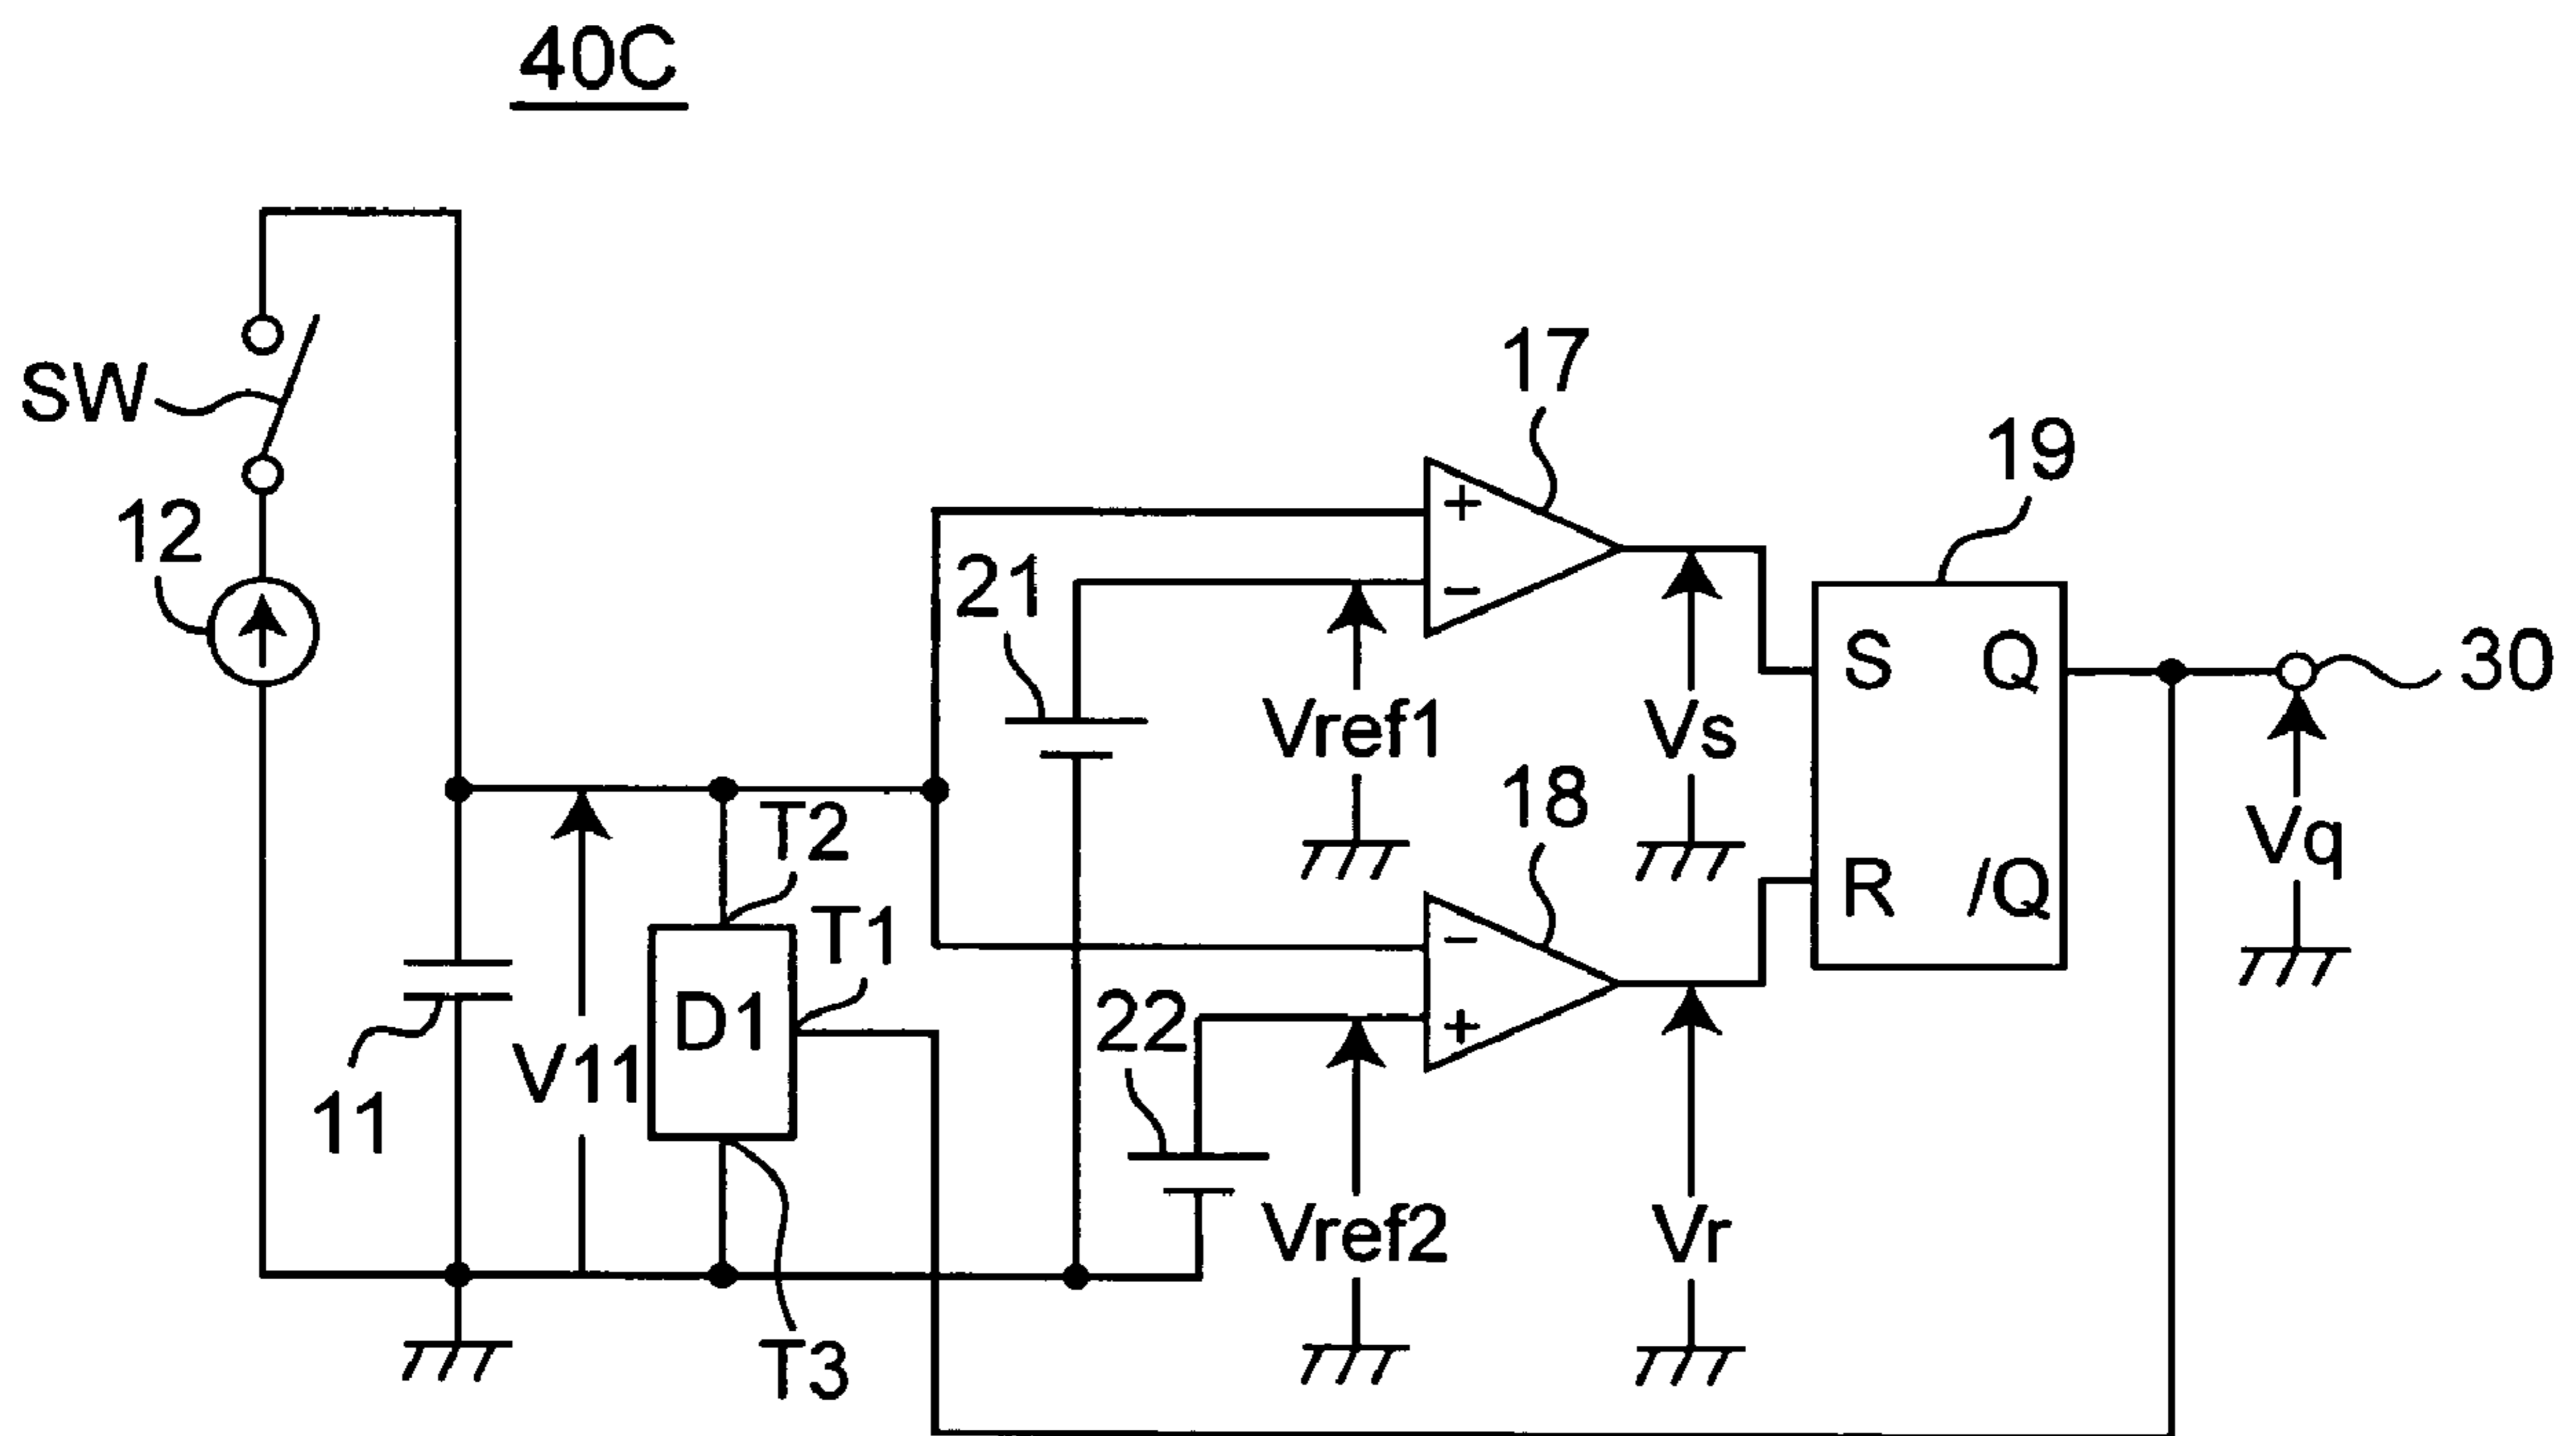 40C
SW
12
11
V11
D1
T2
T1
T3
21
22
Vref1
Vref2
17
+
−
18
−
+
Vs
Vr
19
S Q
R /Q
30
Vq